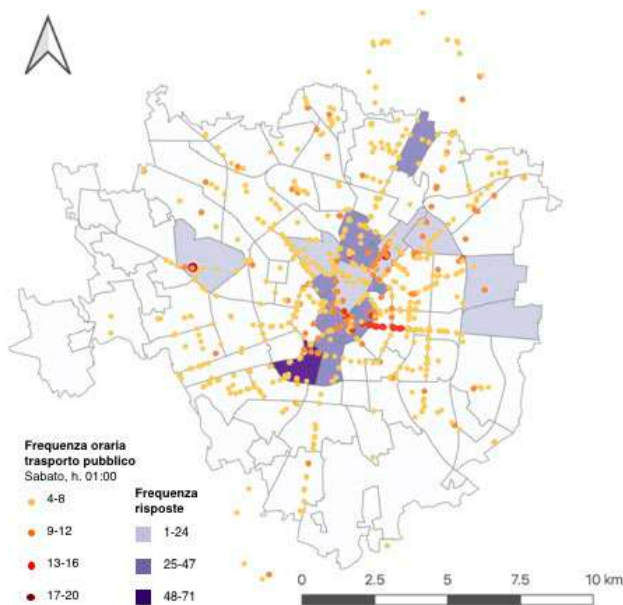 Frequenza oraria
trasporto pubblico
Sabato, h. 01:00
4-8
9-12
13-16
17-20
Frequenza
risposte
1-24
25-47
48-71
0 2.5 5 7.5 10 km